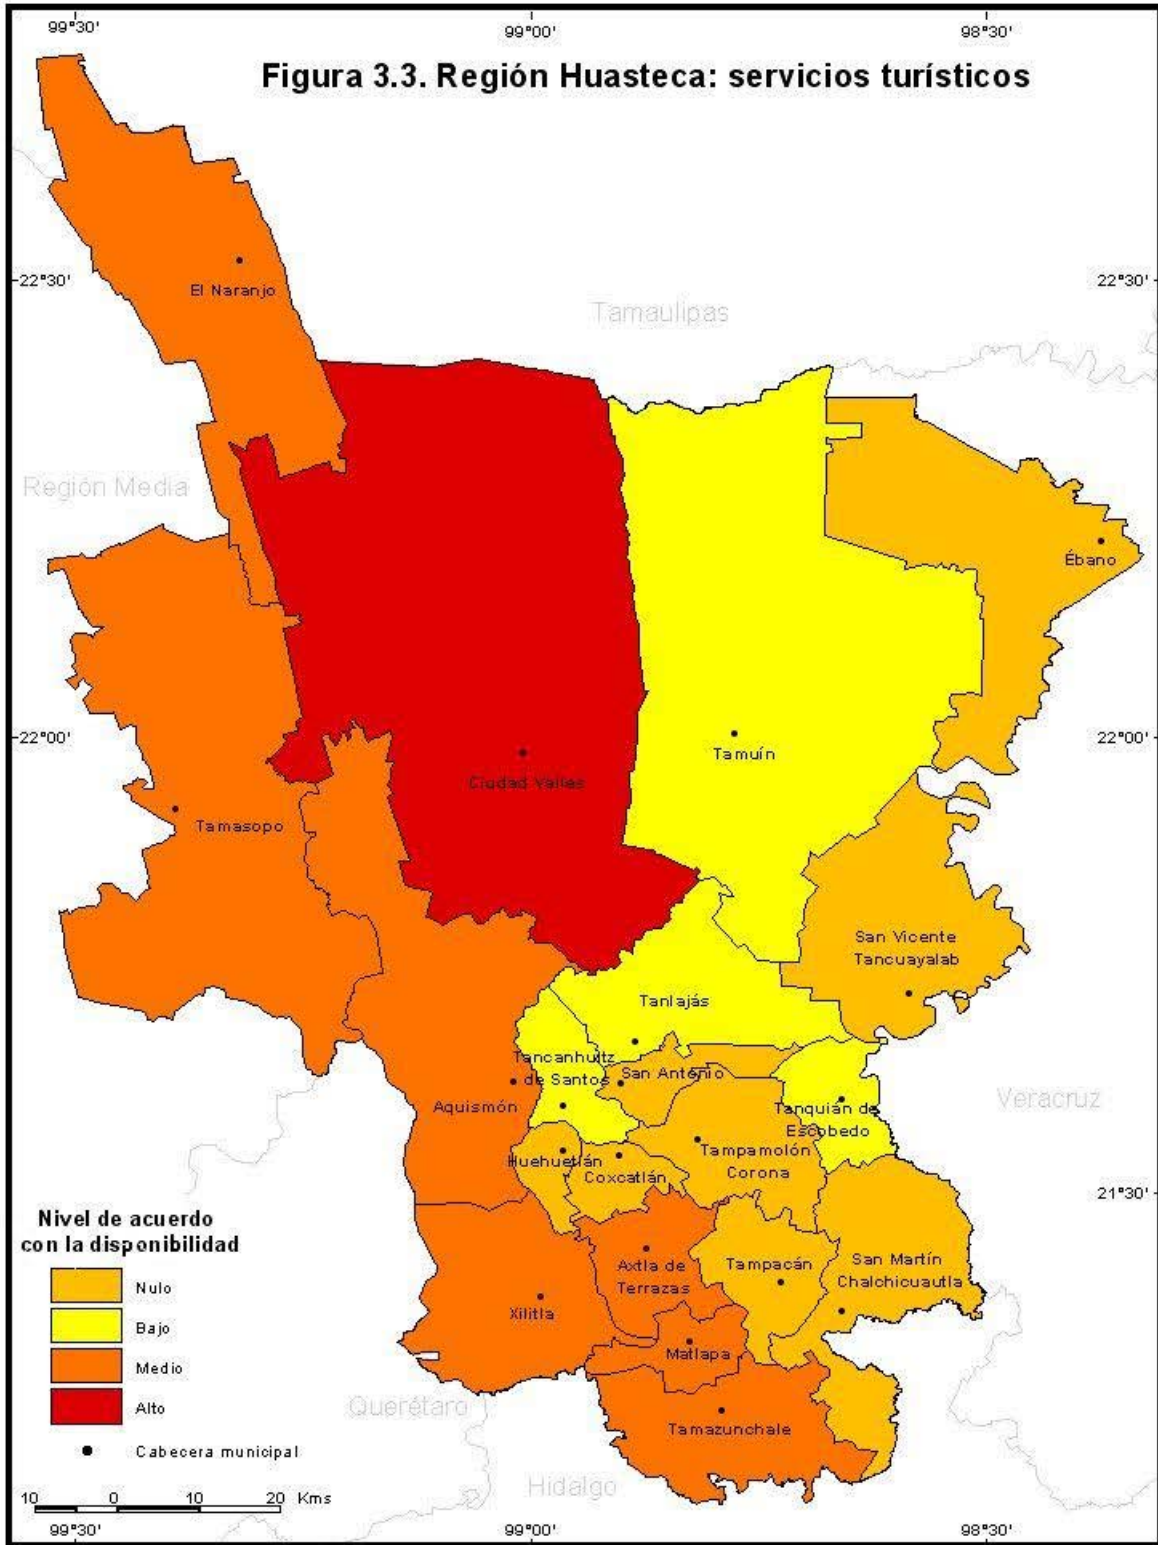 99°30'
99°00'
98°30'
Figura 3.3. Región Huasteca: servicios turísticos
22°30'
22°30'
El Naranjo
Tamaulipas
Región Media
Ébano
22°00'
22°00'
Tamuín
Ciudad Valles
Tamasopo
San Vicente
Tancuayalab
Tanlajás
Tancanhuitz
de Santos
San Antonio
Aquismón
Tanquián de
Escobedo
Veracruz
Huehuetlán
Coxcatlán
Tampamolón
Corona
21°30'
Nivel de acuerdo
con la disponibilidad
Nulo
Bajo
Medio
Alto
Cabecera municipal
Axtla de
Terrazas
Tampacán
San Martín
Chalchicuautla
Xilitla
Matlapa
Querétaro
Tamazunchale
Hidalgo
10 0 10 20 Kms
99°30'
99°00'
98°30'